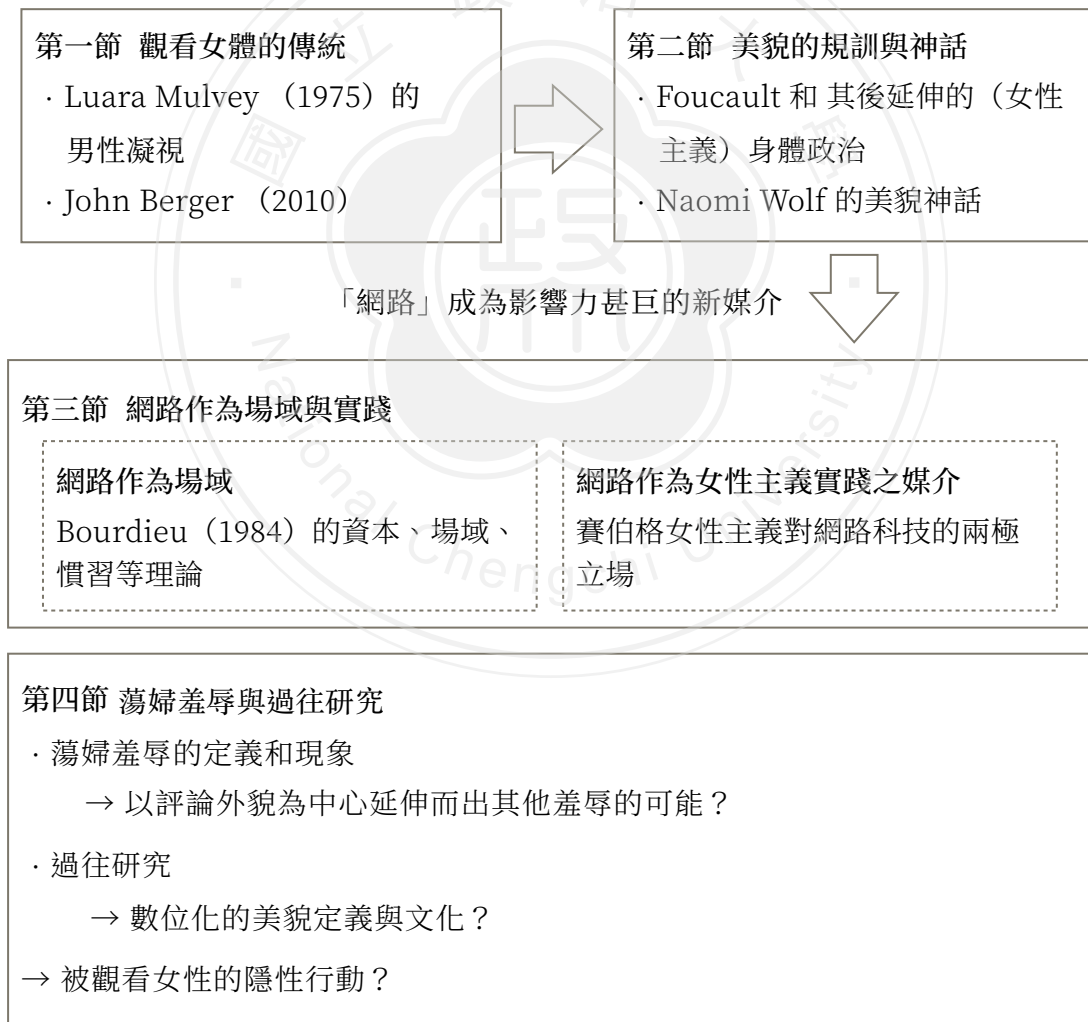 國立政治大學
第一節 觀看女體的傳統
· Luara Mulvey （1975）的
男性凝視
· John Berger （2010）
第二節 美貌的規訓與神話
· Foucault 和 其後延伸的（女性
主義）身體政治
· Naomi Wolf 的美貌神話
「網路」成為影響力甚巨的新媒介
第三節 網路作為場域與實踐
網路作為場域
Bourdieu（1984）的資本、場域、
慣習等理論
網路作為女性主義實踐之媒介
賽伯格女性主義對網路科技的兩極
立場
National Chengchi University
第四節 蕩婦羞辱與過往研究
· 蕩婦羞辱的定義和現象
→ 以評論外貌為中心延伸而出其他羞辱的可能？
· 過往研究
→ 數位化的美貌定義與文化？
→ 被觀看女性的隱性行動？